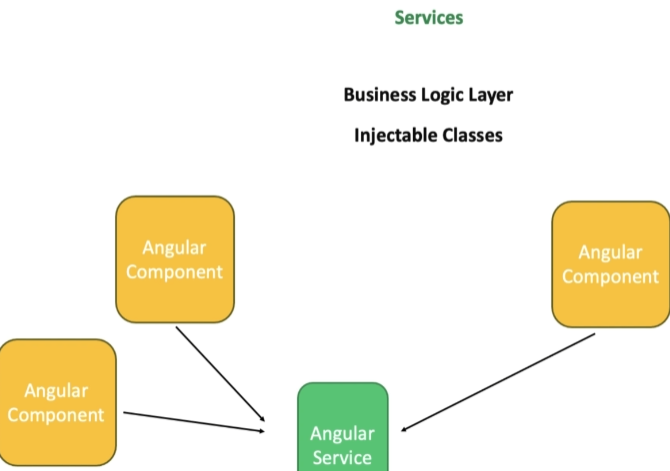 Services
Business Logic Layer
Injectable Classes
Angular
Component
Angular
Component
Angular
Component
Angular
Service